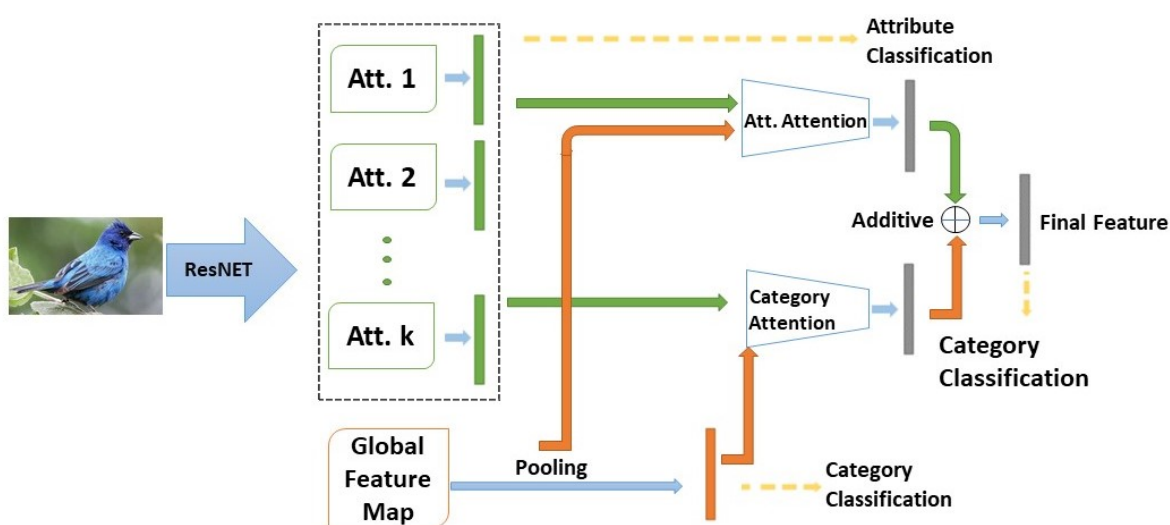 Attribute
Classification
Att. 1
Att. Attention
Att. 2
ResNET
Additive
Final Feature
Category
Attention
Att. k
Category
Classification
Global
Feature
Map
Pooling
Category
Classification